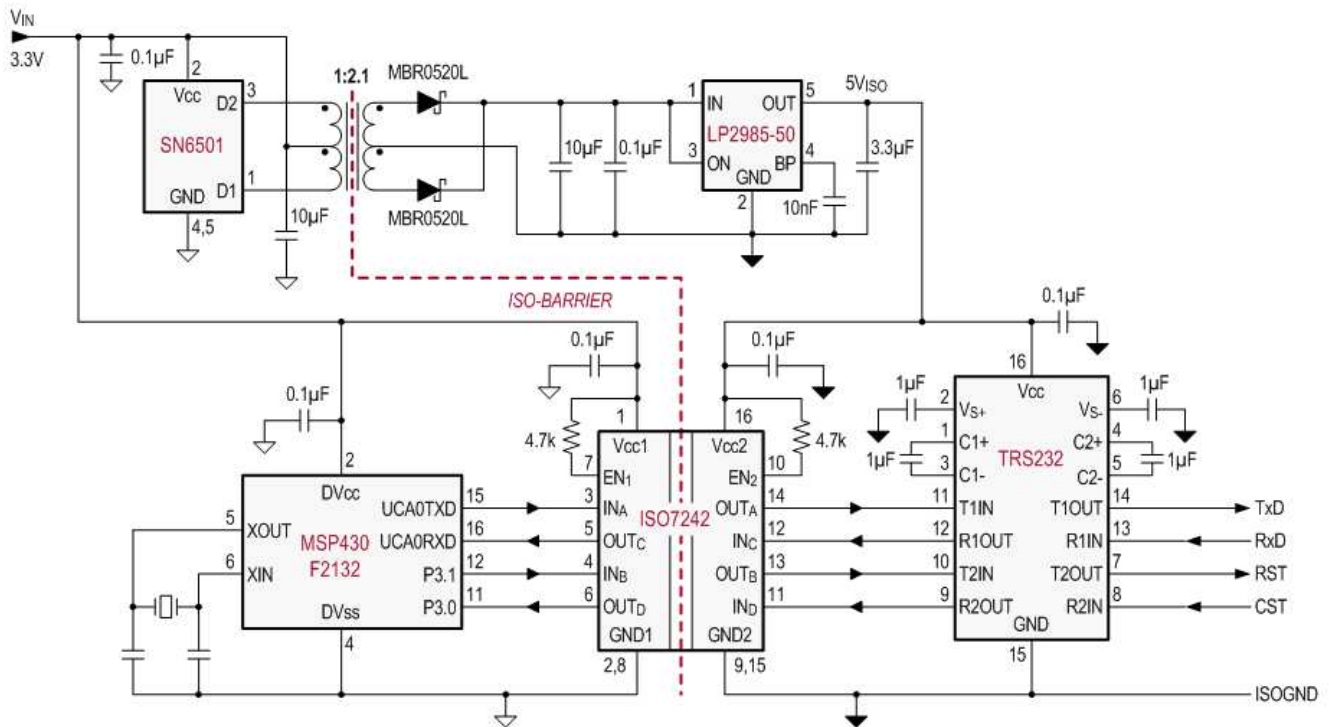 VIN
3.3V
0.1µF
2
Vcc
D2
3
SN6501
D1
1
GND
4,5
10µF
1:2.1
MBR0520L
MBR0520L
10µF
0.1µF
1
IN
OUT
5
LP2985-50
3
ON
BP
4
GND
2
10nF
5VISO
3.3µF
ISO-BARRIER
0.1µF
2
DVcc
5
XOUT
6
XIN
MSP430
F2132
UCA0TXD
15
UCA0RXD
16
P3.1
12
P3.0
11
DVss
4
0.1µF
4.7k
1
Vcc1
7
EN1
3
INA
5
OUTC
4
INB
6
OUTD
GND1
2,8
ISO7242
0.1µF
4.7k
16
Vcc2
10
EN2
14
OUTA
12
INC
13
OUTB
11
IND
GND2
9,15
0.1µF
16
Vcc
1µF
2
VS+
1
C1+
1µF
3
C1-
1µF
6
VS-
4
C2+
1µF
5
C2-
TRS232
11
T1IN
T1OUT
14
TxD
12
R1OUT
R1IN
13
RxD
10
T2IN
T2OUT
7
RST
9
R2OUT
R2IN
8
CST
GND
15
ISOGND